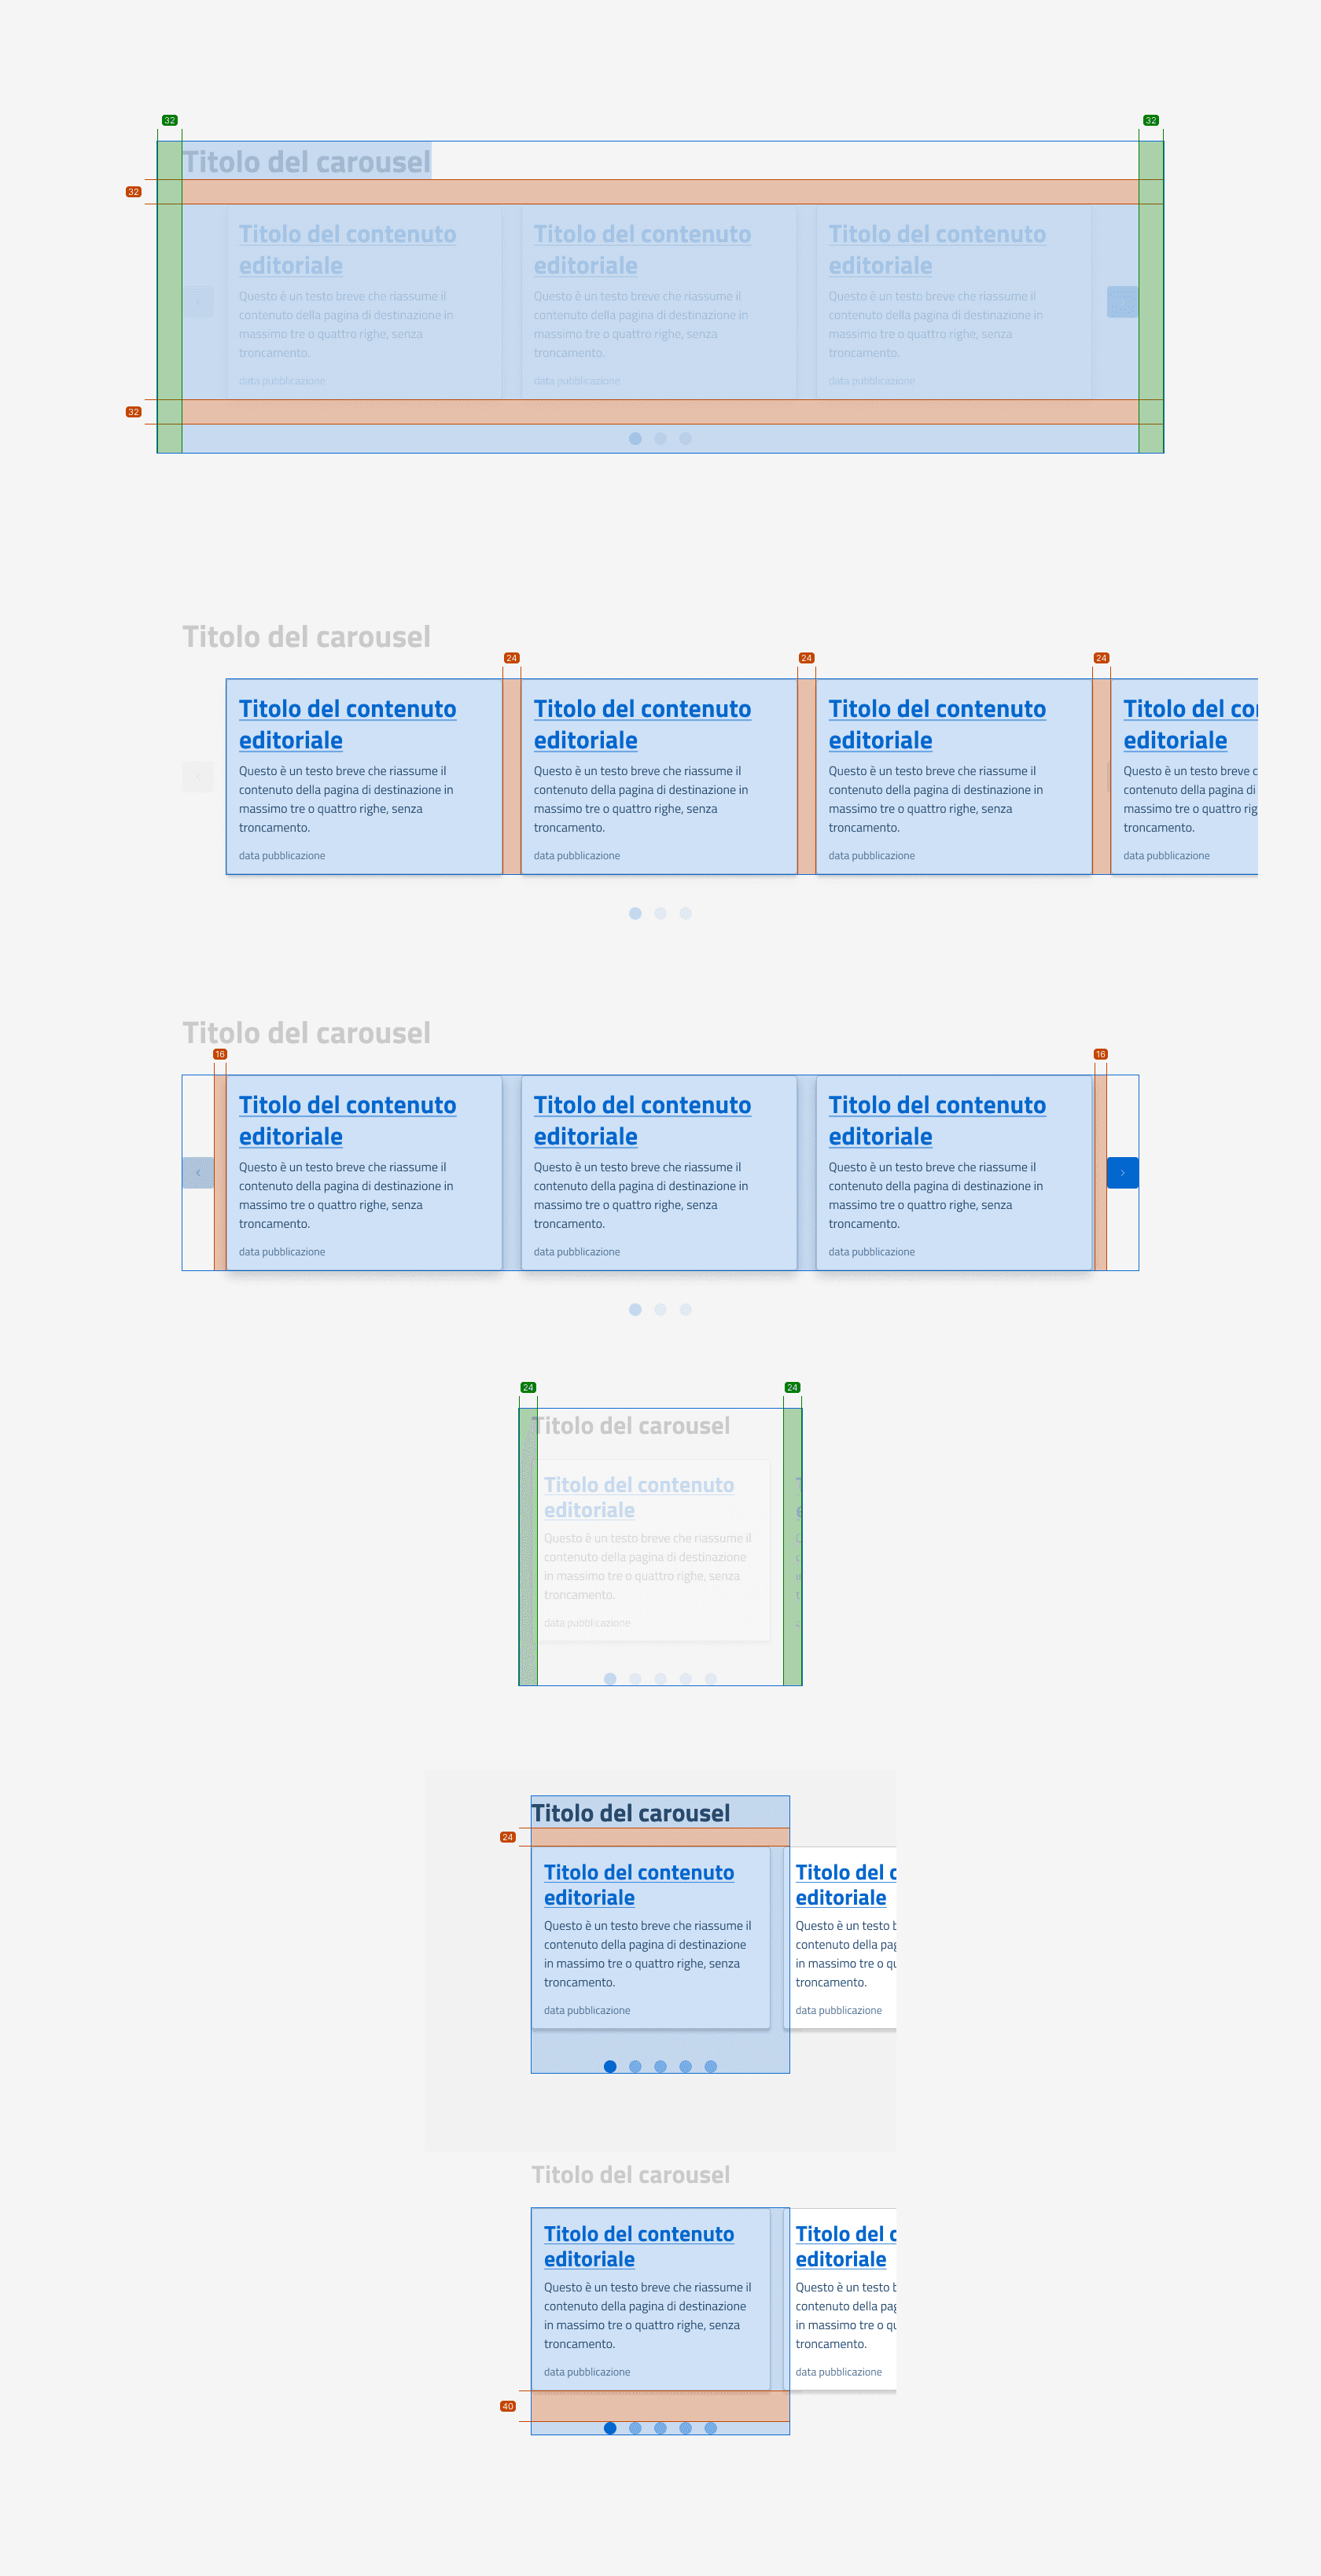 32
32
Titolo del carousel
32
Titolo del contenuto
editoriale
Questo è un testo breve che riassume il
contenuto della pagina di destinazione in
massimo tre o quattro righe, senza
troncamento.
data pubblicazione
Titolo del contenuto
editoriale
Questo è un testo breve che riassume il
contenuto della pagina di destinazione in
massimo tre o quattro righe, senza
troncamento.
data pubblicazione
Titolo del contenuto
editoriale
Questo è un testo breve che riassume il
contenuto della pagina di destinazione in
massimo tre o quattro righe, senza
troncamento.
data pubblicazione
32
Titolo del carousel
24
24
24
Titolo del contenuto
editoriale
Questo è un testo breve che riassume il
contenuto della pagina di destinazione in
massimo tre o quattro righe, senza
troncamento.
data pubblicazione
Titolo del contenuto
editoriale
Questo è un testo breve che riassume il
contenuto della pagina di destinazione in
massimo tre o quattro righe, senza
troncamento.
data pubblicazione
Titolo del contenuto
editoriale
Questo è un testo breve che riassume il
contenuto della pagina di destinazione in
massimo tre o quattro righe, senza
troncamento.
data pubblicazione
Titolo del
editoriale
Questo è un testo breve
contenuto della pagina di
massimo tre o quattro
troncamento.
data pubblicazione
Titolo del carousel
16
16
Titolo del contenuto
editoriale
Questo è un testo breve che riassume il
contenuto della pagina di destinazione in
massimo tre o quattro righe, senza
troncamento.
data pubblicazione
Titolo del contenuto
editoriale
Questo è un testo breve che riassume il
contenuto della pagina di destinazione in
massimo tre o quattro righe, senza
troncamento.
data pubblicazione
Titolo del contenuto
editoriale
Questo è un testo breve che riassume il
contenuto della pagina di destinazione in
massimo tre o quattro righe, senza
troncamento.
data pubblicazione
24
24
Titolo del carousel
Titolo del contenuto
editoriale
Questo è un testo breve che riassume il
contenuto della pagina di destinazione
in massimo tre o quattro righe, senza
troncamento.
data pubblicazione
Titolo del carousel
24
Titolo del contenuto
editoriale
Questo è un testo breve che riassume il
contenuto della pagina di destinazione
in massimo tre o quattro righe, senza
troncamento.
data pubblicazione
Titolo del
editoriale
Questo è un testo
contenuto della
in massimo tre o
troncamento.
data pubblicazione
Titolo del carousel
Titolo del contenuto
editoriale
Questo è un testo breve che riassume il
contenuto della pagina di destinazione
in massimo tre o quattro righe, senza
troncamento.
data pubblicazione
Titolo del
editoriale
Questo è un testo
contenuto della
in massimo tre o
troncamento.
data pubblicazione
40